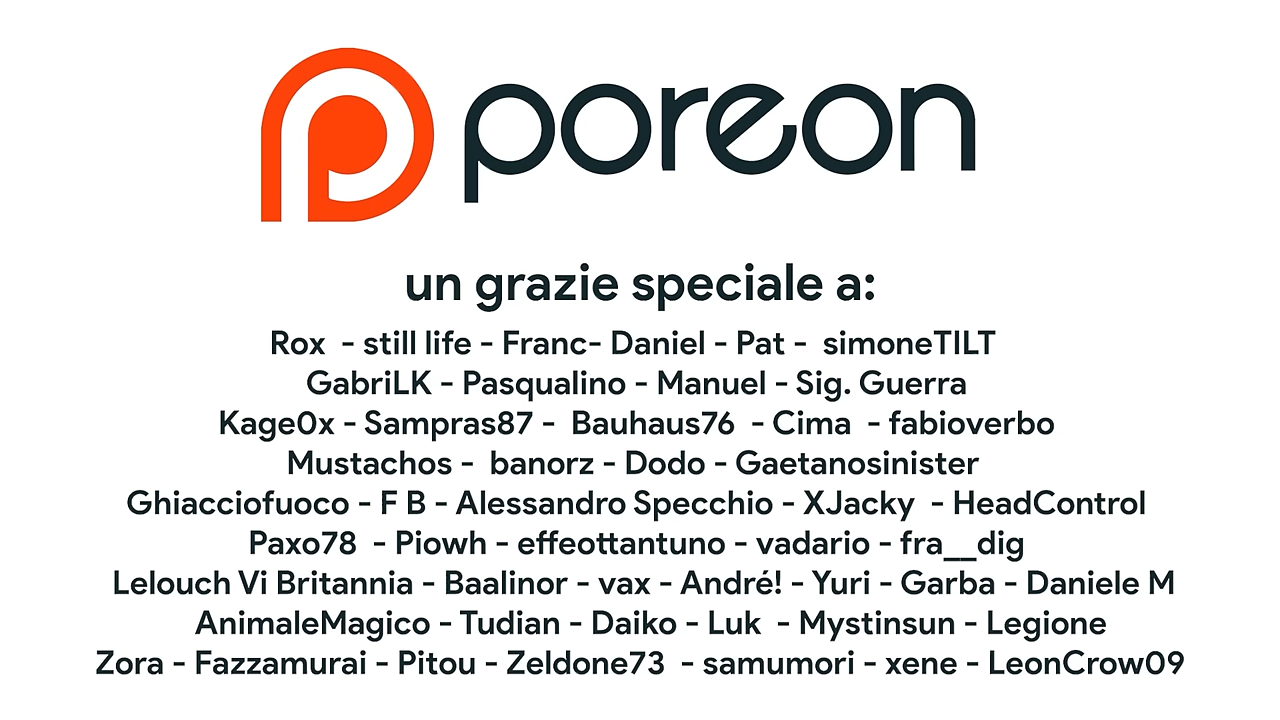 poreon
un grazie speciale a:
Rox - still life - Franc- Daniel - Pat - simoneTILT
GabriLK - Pasqualino - Manuel - Sig. Guerra
Kage0x - Sampras87 - Bauhaus76 - Cima - fabioverbo
Mustachos - banorz - Dodo - Gaetanosinister
Ghiacciofuoco - F B - Alessandro Specchio - XJacky - HeadControl
Paxo78 - Piowh - effeottantuno - vadario - fra__dig
Lelouch Vi Britannia - Baalinor - vax - André! - Yuri - Garba - Daniele M
AnimaleMagico - Tudian - Daiko - Luk - Mystinsun - Legione
Zora - Fazzamurai - Pitou - Zeldone73 - samumori - xene - LeonCrow09